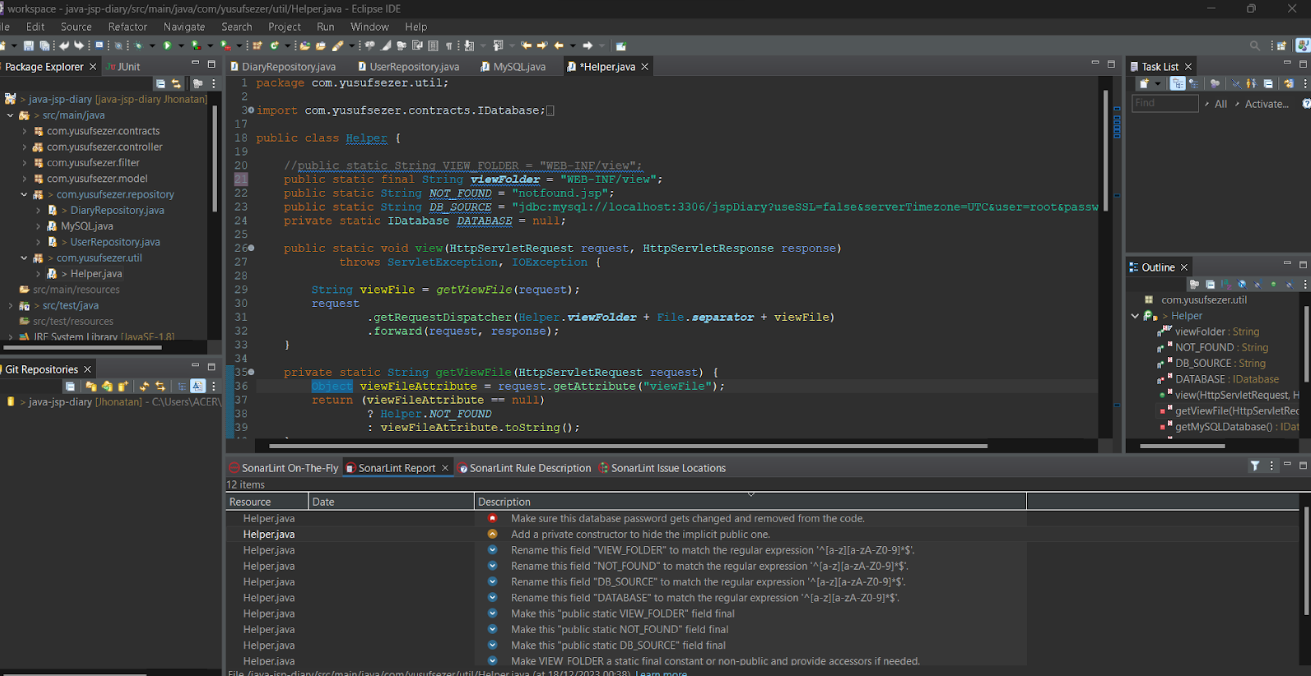 workspace - java-jsp-diary/src/main/java/com/yusufsezer/util/Helper.java - Eclipse IDE
Edit Source Refactor Navigate Search Project Run Window Help
Package Explorer JUnit
> java-jsp-diary [java-jsp-diary Jhonatan]
> src/main/java
com.yusufsezer.contracts
com.yusufsezer.controller
com.yusufsezer.filter
com.yusufsezer.model
> com.yusufsezer.repository
> DiaryRepository.java
MySQL.java
> UserRepository.java
> com.yusufsezer.util
> Helper.java
src/main/resources
> src/test/java
src/test/resources
JRE System Library [JavaSE-1.8]
Git Repositories
> java-jsp-diary [Jhonatan] - C:\Users\ACER\
DiaryRepository.java UserRepository.java MySQL.java *Helper.java
1 package com.yusufsezer.util;
2
3 import com.yusufsezer.contracts.IDatabase;
17
18 public class Helper {
19
20 //public static String VIEW_FOLDER = "WEB-INF/view";
21 public static final String viewFolder = "WEB-INF/view";
22 public static String NOT_FOUND = "notfound.jsp";
23 public static String DB_SOURCE = "jdbc:mysql://localhost:3306/jspDiary?useSSL=false&serverTimezone=UTC&user=root&passw
24 private static IDatabase DATABASE = null;
25
26 public static void view(HttpServletRequest request, HttpServletResponse response)
27 throws ServletException, IOException {
28
29 String viewFile = getViewFile(request);
30 request
31 .getRequestDispatcher(Helper.viewFolder + File.separator + viewFile)
32 .forward(request, response);
33 }
34
35 private static String getViewFile(HttpServletRequest request) {
36 Object viewFileAttribute = request.getAttribute("viewFile");
37 return (viewFileAttribute == null)
38 ? Helper.NOT_FOUND
39 : viewFileAttribute.toString();
Task List
Find All Activate...
Outline
com.yusufsezer.util
> Helper
viewFolder : String
NOT_FOUND : String
DB_SOURCE : String
DATABASE : IDatabase
view(HttpServletRequest, H
getViewFile(HttpServletRec
getMySQLDatabase() : IDat
SonarLint On-The-Fly SonarLint Report SonarLint Rule Description SonarLint Issue Locations
12 items
Resource Date Description
Helper.java Make sure this database password gets changed and removed from the code.
Helper.java Add a private constructor to hide the implicit public one.
Helper.java Rename this field "VIEW_FOLDER" to match the regular expression '^[a-z][a-zA-Z0-9]*$'.
Helper.java Rename this field "NOT_FOUND" to match the regular expression '^[a-z][a-zA-Z0-9]*$'.
Helper.java Rename this field "DB_SOURCE" to match the regular expression '^[a-z][a-zA-Z0-9]*$'.
Helper.java Rename this field "DATABASE" to match the regular expression '^[a-z][a-zA-Z0-9]*$'.
Helper.java Make this "public static VIEW_FOLDER" field final
Helper.java Make this "public static NOT_FOUND" field final
Helper.java Make this "public static DB_SOURCE" field final
Helper.java Make VIEW_FOLDER a static final constant or non-public and provide accessors if needed.
File /java-jsp-diary/src/main/java/com/yusufsezer/util/Helper.java (at 18/12/2023 00:38) Learn more